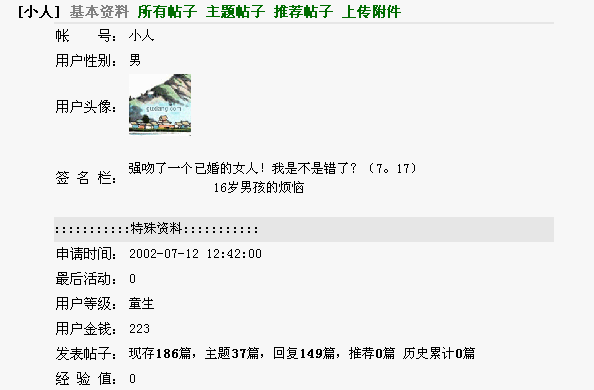 [小人] 基本资料 所有帖子 主题帖子 推荐帖子 上传附件
帐 号： 小人
用户性别： 男
用户头像：
guxiang.com
签 名 栏： 强吻了一个已婚的女人！我是不是错了？（7。17）
16岁男孩的烦恼
:::::::::::特殊资料:::::::::::
申请时间： 2002-07-12 12:42:00
最后活动： 0
用户等级： 童生
用户金钱： 223
发表帖子： 现存186篇，主题37篇，回复149篇，推荐0篇 历史累计0篇
经 验 值： 0